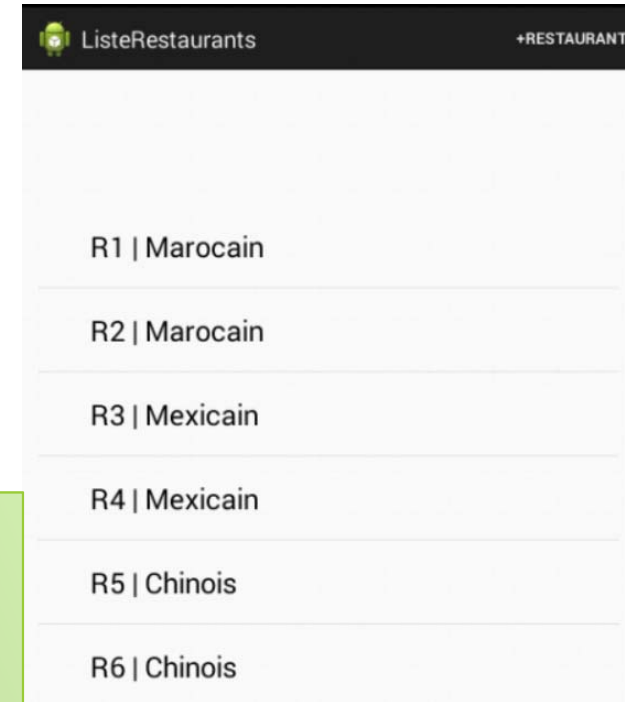 ListeRestaurants +RESTAURANT
R1 | Marocain
R2 | Marocain
R3 | Mexicain
R4 | Mexicain
R5 | Chinois
R6 | Chinois